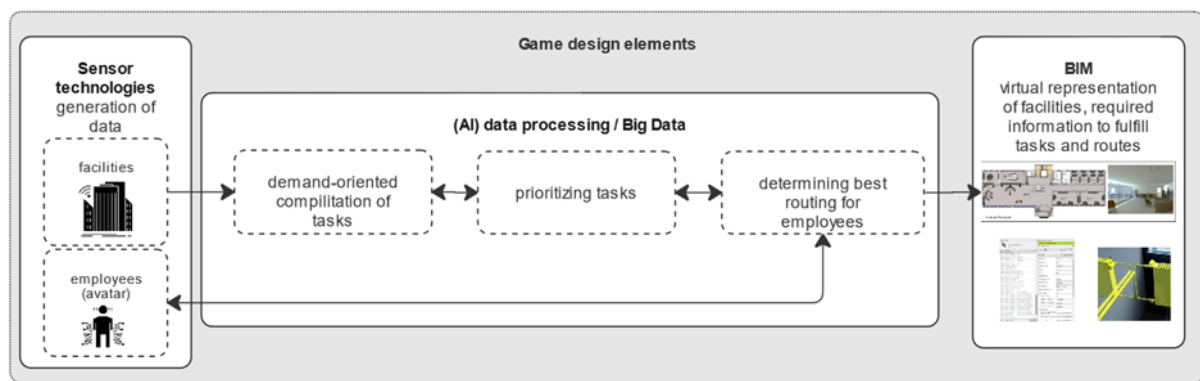 Game design elements
Sensor
technologies
generation of
data
facilities
employees
(avatar)
(AI) data processing / Big Data
demand-oriented
compilitation of
tasks
prioritizing tasks
determining best
routing for
employees
BIM
virtual representation
of facilities, required
information to fulfill
tasks and routes